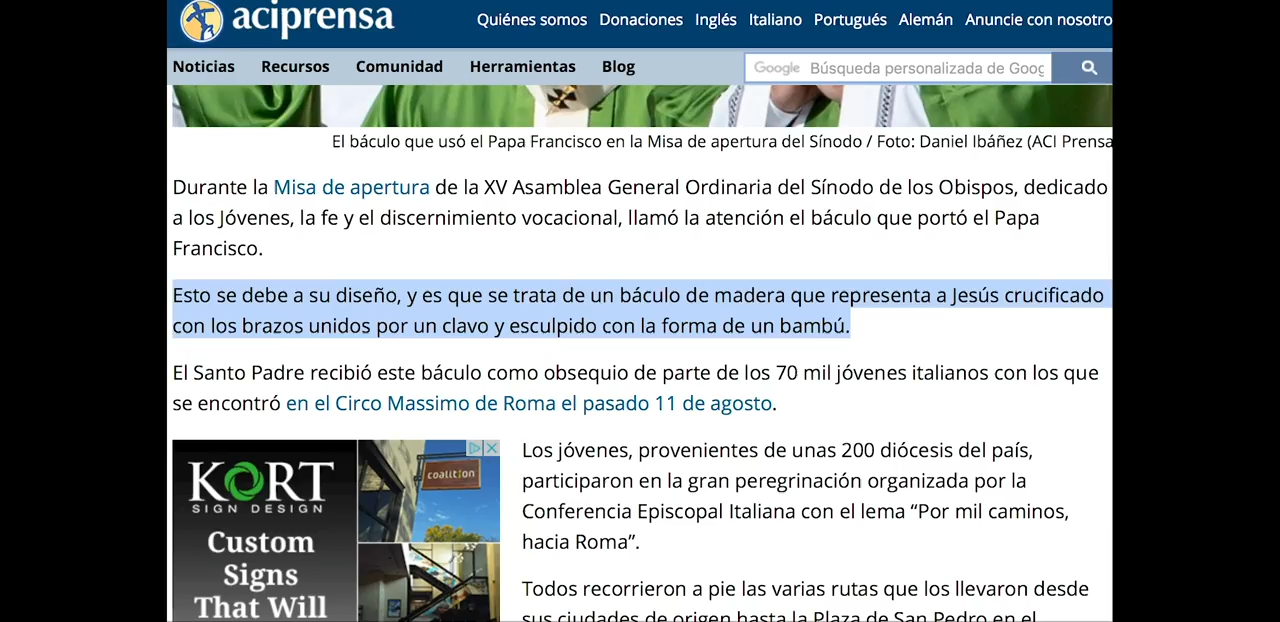 aciprensa
Quiénes somos Donaciones Inglés Italiano Portugués Alemán Anuncie con nosotro
Noticias Recursos Comunidad Herramientas Blog
Google Búsqueda personalizada de Goog
El báculo que usó el Papa Francisco en la Misa de apertura del Sínodo / Foto: Daniel Ibáñez (ACI Prensa
Durante la Misa de apertura de la XV Asamblea General Ordinaria del Sínodo de los Obispos, dedicado
a los Jóvenes, la fe y el discernimiento vocacional, llamó la atención el báculo que portó el Papa
Francisco.
Esto se debe a su diseño, y es que se trata de un báculo de madera que representa a Jesús crucificado
con los brazos unidos por un clavo y esculpido con la forma de un bambú.
El Santo Padre recibió este báculo como obsequio de parte de los 70 mil jóvenes italianos con los que
se encontró en el Circo Massimo de Roma el pasado 11 de agosto.
KORT
SIGN DESIGN
Custom
Signs
That Will
coalition
Los jóvenes, provenientes de unas 200 diócesis del país,
participaron en la gran peregrinación organizada por la
Conferencia Episcopal Italiana con el lema “Por mil caminos,
hacia Roma”.
Todos recorrieron a pie las varias rutas que los llevaron desde
sus ciudades de origen hasta la Plaza de San Pedro en el